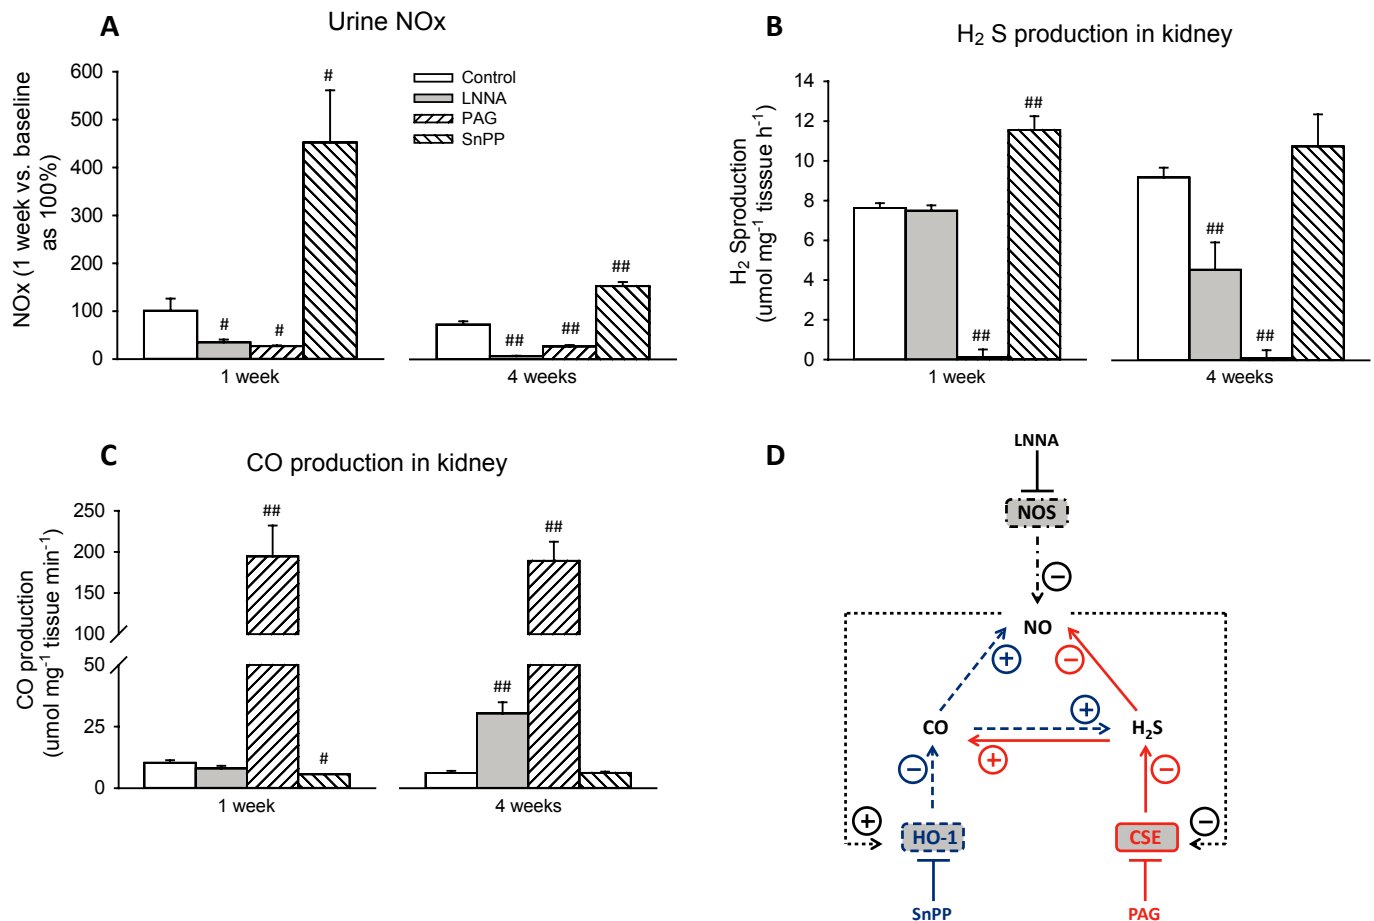 A
Urine NOx
NOx (1 week vs. baseline
as 100%)
600
500
400
300
200
100
0
#
#
#
##
##
##
Control
LNNA
PAG
SnPP
1 week
4 weeks
B
H2 S production in kidney
H2 Sproduction
(umol mg-1 tisssue h-1)
14
12
10
8
6
4
2
0
##
##
##
##
1 week
4 weeks
C
CO production in kidney
CO production
(umol mg-1 tissue min-1)
250
200
150
100
50
25
0
##
#
##
##
1 week
4 weeks
D
LNNA
NOS
−
NO
+
−
+
CO
H2S
+
−
−
+
−
HO-1
CSE
SnPP
PAG